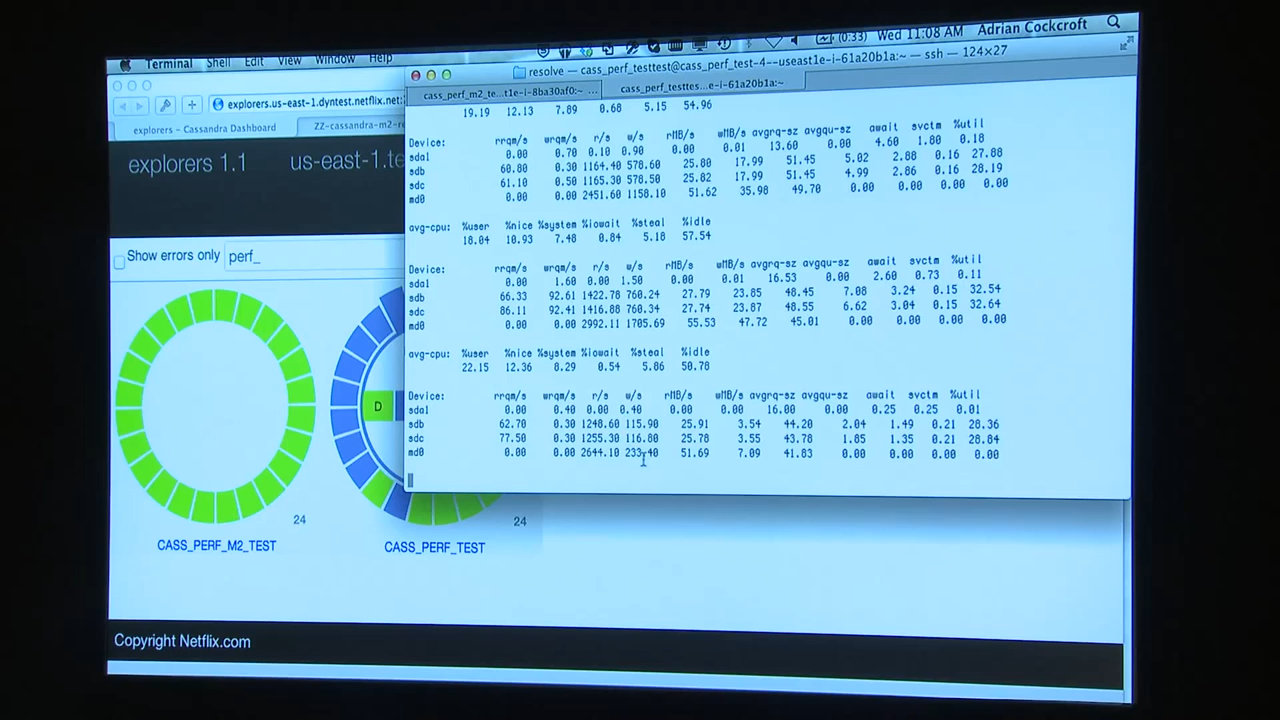 Terminal Shell Edit View Window Help (0:33) Wed 11:08 AM Adrian Cockcroft
resolve — cass_perf_testtest@cass_perf_test-4--useast1e-i-61a20b1a:~ — ssh — 124×27
cass_perf_m2_te...t1e-i-8ba30af0:~ ... cass_perf_testtes...e-i-61a20b1a:~
explorers.us-east-1.dyntest.netflix.net:
explorers – Cassandra Dashboard ZZ-cassandra-m2-re
explorers 1.1 us-east-1.te
Show errors only perf_
19.19 12.13 7.89 0.68 5.15 54.96
Device: rrqm/s wrqm/s r/s w/s rMB/s wMB/s avgrq-sz avgqu-sz await svctm %util
sda1 0.00 0.70 0.10 0.90 0.00 0.01 13.60 0.00 4.60 1.80 0.18
sdb 60.80 0.30 1164.40 578.60 25.80 17.99 51.45 5.02 2.88 0.16 27.88
sdc 61.10 0.50 1165.30 578.50 25.82 17.99 51.45 4.99 2.86 0.16 28.19
md0 0.00 0.00 2451.60 1158.10 51.62 35.98 49.70 0.00 0.00 0.00 0.00
avg-cpu: %user %nice %system %iowait %steal %idle
18.04 10.93 7.48 0.84 5.18 57.54
Device: rrqm/s wrqm/s r/s w/s rMB/s wMB/s avgrq-sz avgqu-sz await svctm %util
sda1 0.00 1.60 0.00 1.50 0.00 0.01 16.53 0.00 2.60 0.73 0.11
sdb 66.33 92.61 1422.78 760.24 27.79 23.85 48.45 7.08 3.24 0.15 32.54
sdc 86.11 92.41 1416.88 760.34 27.74 23.87 48.55 6.62 3.04 0.15 32.64
md0 0.00 0.00 2992.11 1705.69 55.53 47.72 45.01 0.00 0.00 0.00 0.00
avg-cpu: %user %nice %system %iowait %steal %idle
22.15 12.36 8.29 0.54 5.86 50.78
Device: rrqm/s wrqm/s r/s w/s rMB/s wMB/s avgrq-sz avgqu-sz await svctm %util
sda1 0.00 0.40 0.00 0.40 0.00 0.00 16.00 0.00 0.25 0.25 0.01
sdb 62.70 0.30 1248.60 115.90 25.91 3.54 44.20 2.04 1.49 0.21 28.36
sdc 77.50 0.30 1255.30 116.80 25.78 3.55 43.78 1.85 1.35 0.21 28.84
md0 0.00 0.00 2644.10 233.40 51.69 7.09 41.83 0.00 0.00 0.00 0.00
D
24
24
CASS_PERF_M2_TEST
CASS_PERF_TEST
Copyright Netflix.com